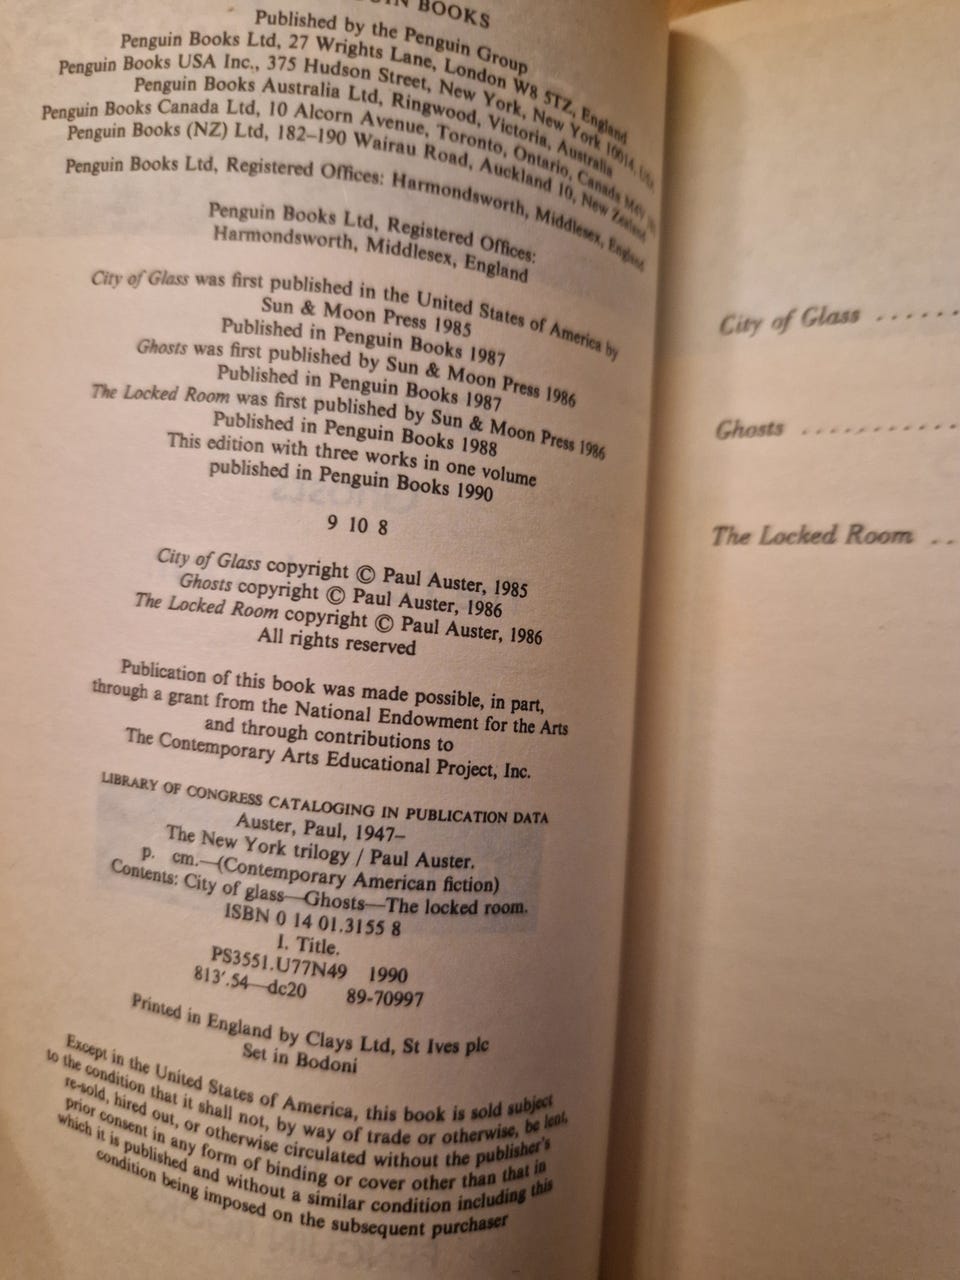 BOOKS
Published by the Penguin Group
Penguin Books Ltd, 27 Wrights Lane, London W8 5TZ, England
Penguin Books USA Inc., 375 Hudson Street, New York, New York 10014, USA
Penguin Books Australia Ltd, Ringwood, Victoria, Australia
Penguin Books Canada Ltd, 10 Alcorn Avenue, Toronto, Ontario, Canada
Penguin Books (NZ) Ltd, 182–190 Wairau Road, Auckland 10, New Zealand
Penguin Books Ltd, Registered Offices: Harmondsworth, Middlesex, England
Penguin Books Ltd, Registered Offices:
Harmondsworth, Middlesex, England
City of Glass was first published in the United States of America by
Sun & Moon Press 1985
Published in Penguin Books 1987
Ghosts was first published by Sun & Moon Press 1986
Published in Penguin Books 1987
The Locked Room was first published by Sun & Moon Press 1986
Published in Penguin Books 1988
This edition with three works in one volume
published in Penguin Books 1990
9 10 8
City of Glass copyright © Paul Auster, 1985
Ghosts copyright © Paul Auster, 1986
The Locked Room copyright © Paul Auster, 1986
All rights reserved
Publication of this book was made possible, in part,
through a grant from the National Endowment for the Arts
and through contributions to
The Contemporary Arts Educational Project, Inc.
LIBRARY OF CONGRESS CATALOGING IN PUBLICATION DATA
Auster, Paul, 1947–
The New York trilogy / Paul Auster.
p. cm.—(Contemporary American fiction)
Contents: City of glass—Ghosts—The locked room.
ISBN 0 14 01.3155 8
I. Title.
PS3551.U77N49 1990
813'.54—dc20 89-70997
Printed in England by Clays Ltd, St Ives plc
Set in Bodoni
Except in the United States of America, this book is sold subject
to the condition that it shall not, by way of trade or otherwise, be lent,
re-sold, hired out, or otherwise circulated without the publisher's
prior consent in any form of binding or cover other than that in
which it is published and without a similar condition including this
condition being imposed on the subsequent purchaser
City of Glass ......
Ghosts ...........
The Locked Room ..